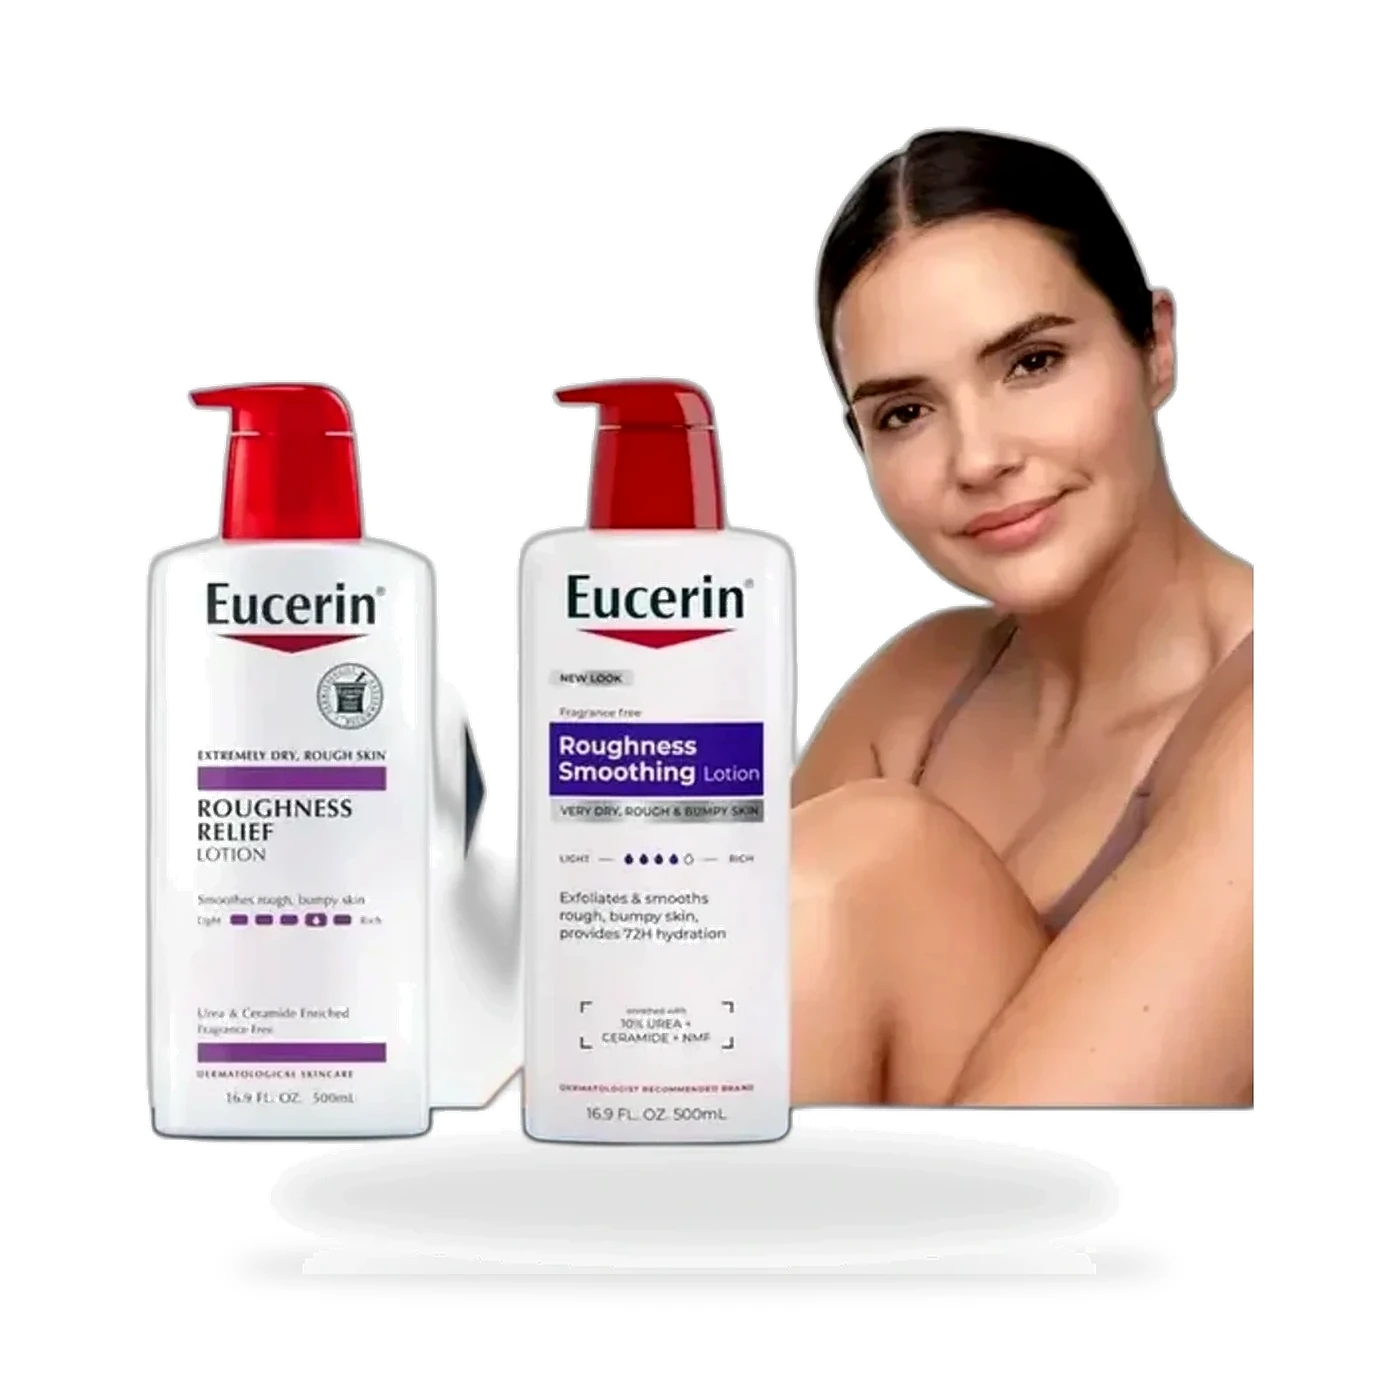 Eucerin®
EXTREMELY DRY, ROUGH SKIN
ROUGHNESS
RELIEF
LOTION
Smoothes rough, bumpy skin
Light Rich
Urea & Ceramide Enriched
Fragrance Free
DERMATOLOGICAL SKINCARE
16.9 FL. OZ. 500mL
Eucerin®
NEW LOOK
Fragrance free
Roughness
Smoothing Lotion
VERY DRY, ROUGH & BUMPY SKIN
LIGHT — — RICH
Exfoliates & smooths
rough, bumpy skin,
provides 72H hydration
enriched with
10% UREA +
CERAMIDE + NMF
DERMATOLOGIST RECOMMENDED BRAND
16.9 FL. OZ. 500mL